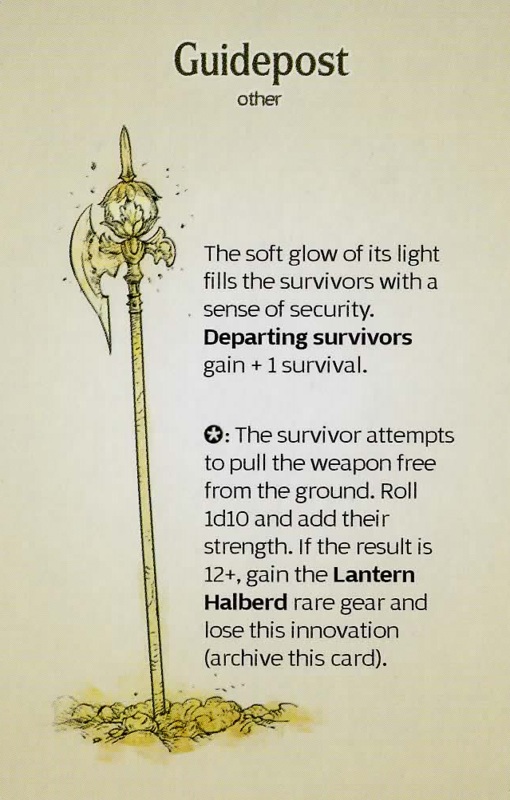 Guidepost
other
The soft glow of its light
fills the survivors with a
sense of security.
Departing survivors
gain + 1 survival.
✪: The survivor attempts
to pull the weapon free
from the ground. Roll
1d10 and add their
strength. If the result is
12+, gain the Lantern
Halberd rare gear and
lose this innovation
(archive this card).